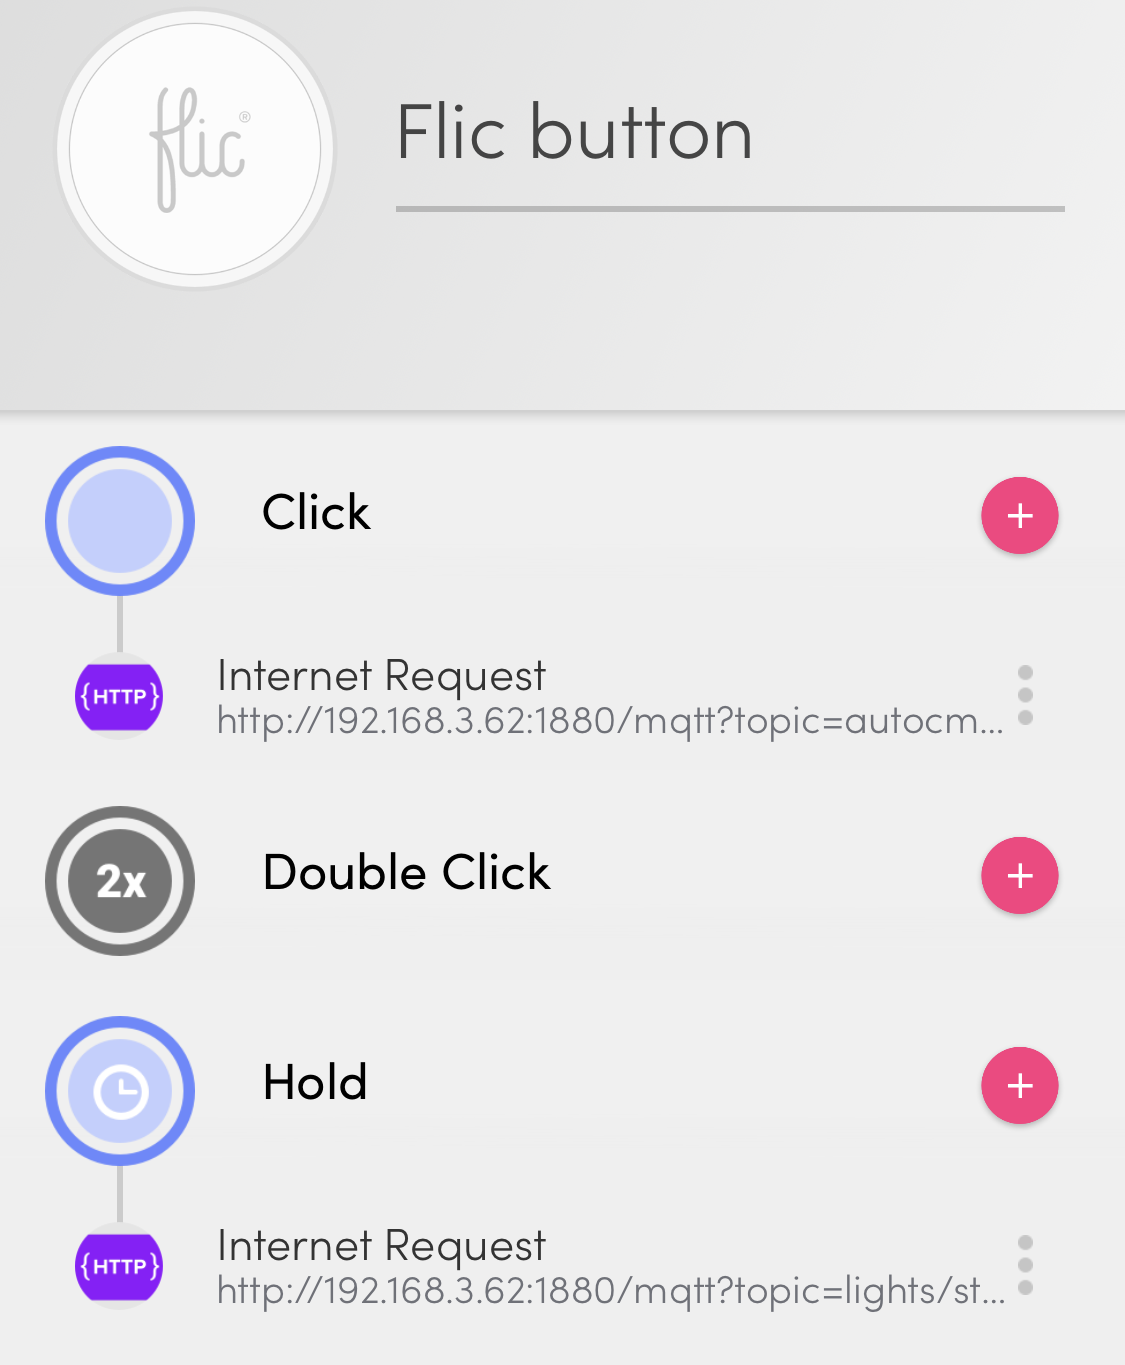 flic®
Flic button
Click
+
{HTTP}
Internet Request
http://192.168.3.62:1880/mqtt?topic=autocm...
2x
Double Click
+
Hold
+
{HTTP}
Internet Request
http://192.168.3.62:1880/mqtt?topic=lights/st...